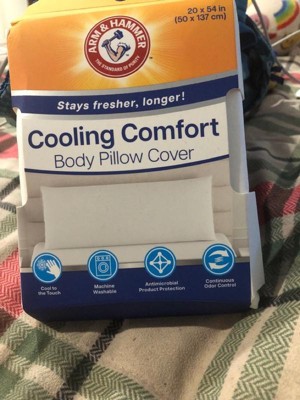 20 x 54 in
(50 x 137 cm)
ARM & HAMMER
THE STANDARD OF PURITY
Stays fresher, longer!
Cooling Comfort
Body Pillow Cover
Cool to
the Touch
Machine
Washable
Antimicrobial
Product Protection
Continuous
Odor Control